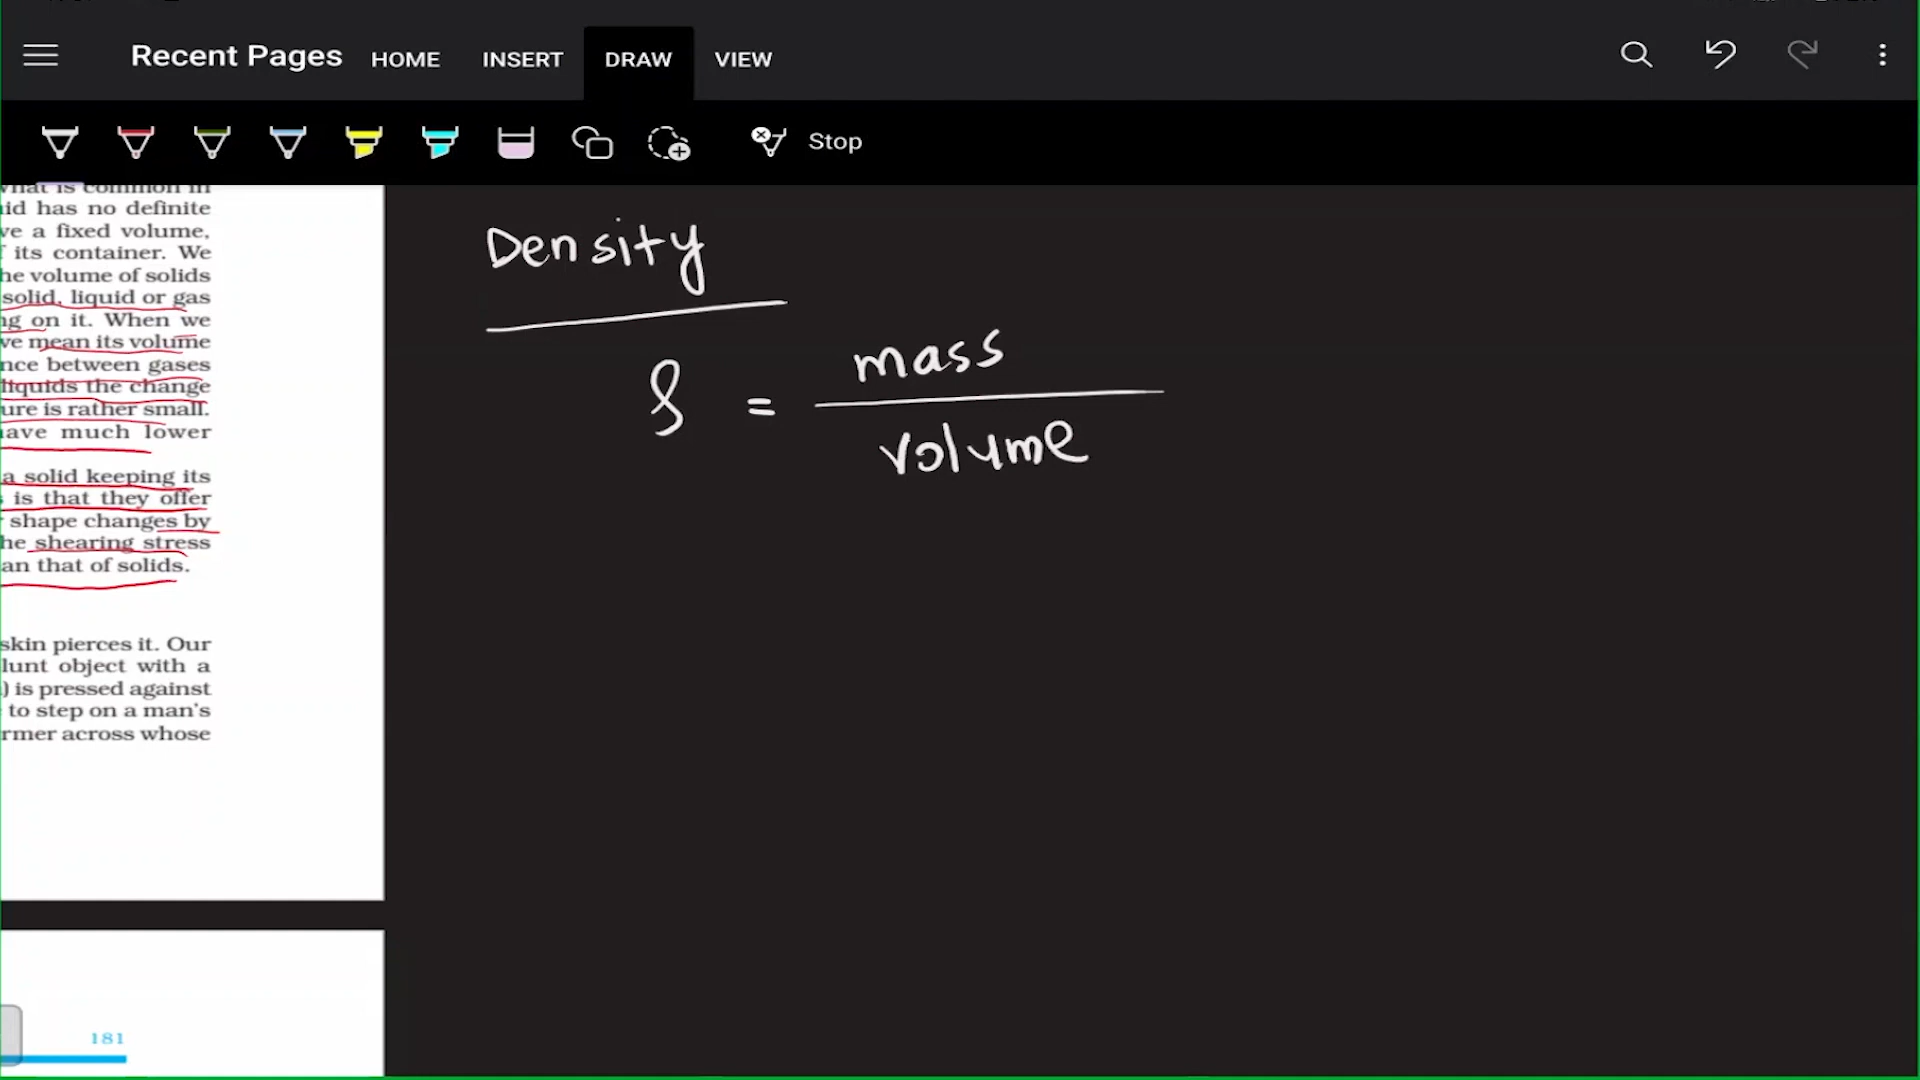 Recent Pages HOME INSERT DRAW VIEW
Stop
what is common in
id has no definite
ve a fixed volume,
its container. We
he volume of solids
solid, liquid or gas
ng on it. When we
ve mean its volume
nce between gases
liquids the change
ure is rather small.
ave much lower
a solid keeping its
is that they offer
shape changes by
he shearing stress
an that of solids.
skin pierces it. Our
lunt object with a
) is pressed against
to step on a man's
rmer across whose
181
Density
ρ = mass
volume